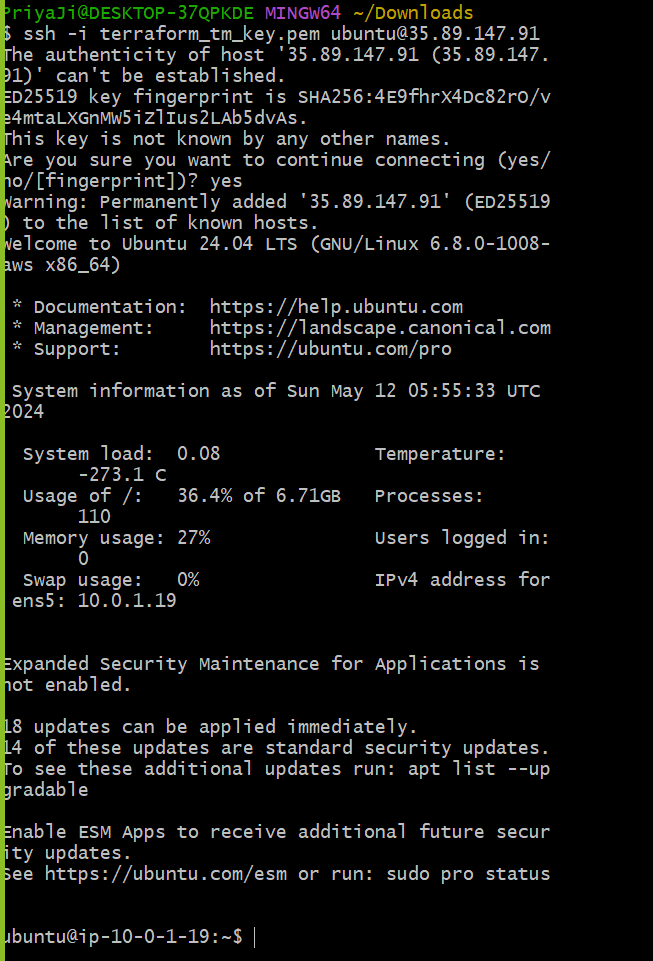 PriyaJi@DESKTOP-37QPKDE MINGW64 ~/Downloads
$ ssh -i terraform_tm_key.pem ubuntu@35.89.147.91
The authenticity of host '35.89.147.91 (35.89.147.
91)' can't be established.
ED25519 key fingerprint is SHA256:4E9fhrX4Dc82rO/v
e4mtaLXGnMW5iZlIus2LAb5dvAs.
This key is not known by any other names.
Are you sure you want to continue connecting (yes/
no/[fingerprint])? yes
Warning: Permanently added '35.89.147.91' (ED25519
) to the list of known hosts.
Welcome to Ubuntu 24.04 LTS (GNU/Linux 6.8.0-1008-
aws x86_64)
* Documentation:  https://help.ubuntu.com
* Management:     https://landscape.canonical.com
* Support:        https://ubuntu.com/pro
System information as of Sun May 12 05:55:33 UTC
2024
System load:  0.08              Temperature:
-273.1 C
Usage of /:   36.4% of 6.71GB   Processes:
110
Memory usage: 27%               Users logged in:
0
Swap usage:   0%                IPv4 address for
ens5: 10.0.1.19
Expanded Security Maintenance for Applications is
not enabled.
18 updates can be applied immediately.
14 of these updates are standard security updates.
To see these additional updates run: apt list --up
gradable
Enable ESM Apps to receive additional future secur
ity updates.
See https://ubuntu.com/esm or run: sudo pro status
ubuntu@ip-10-0-1-19:~$